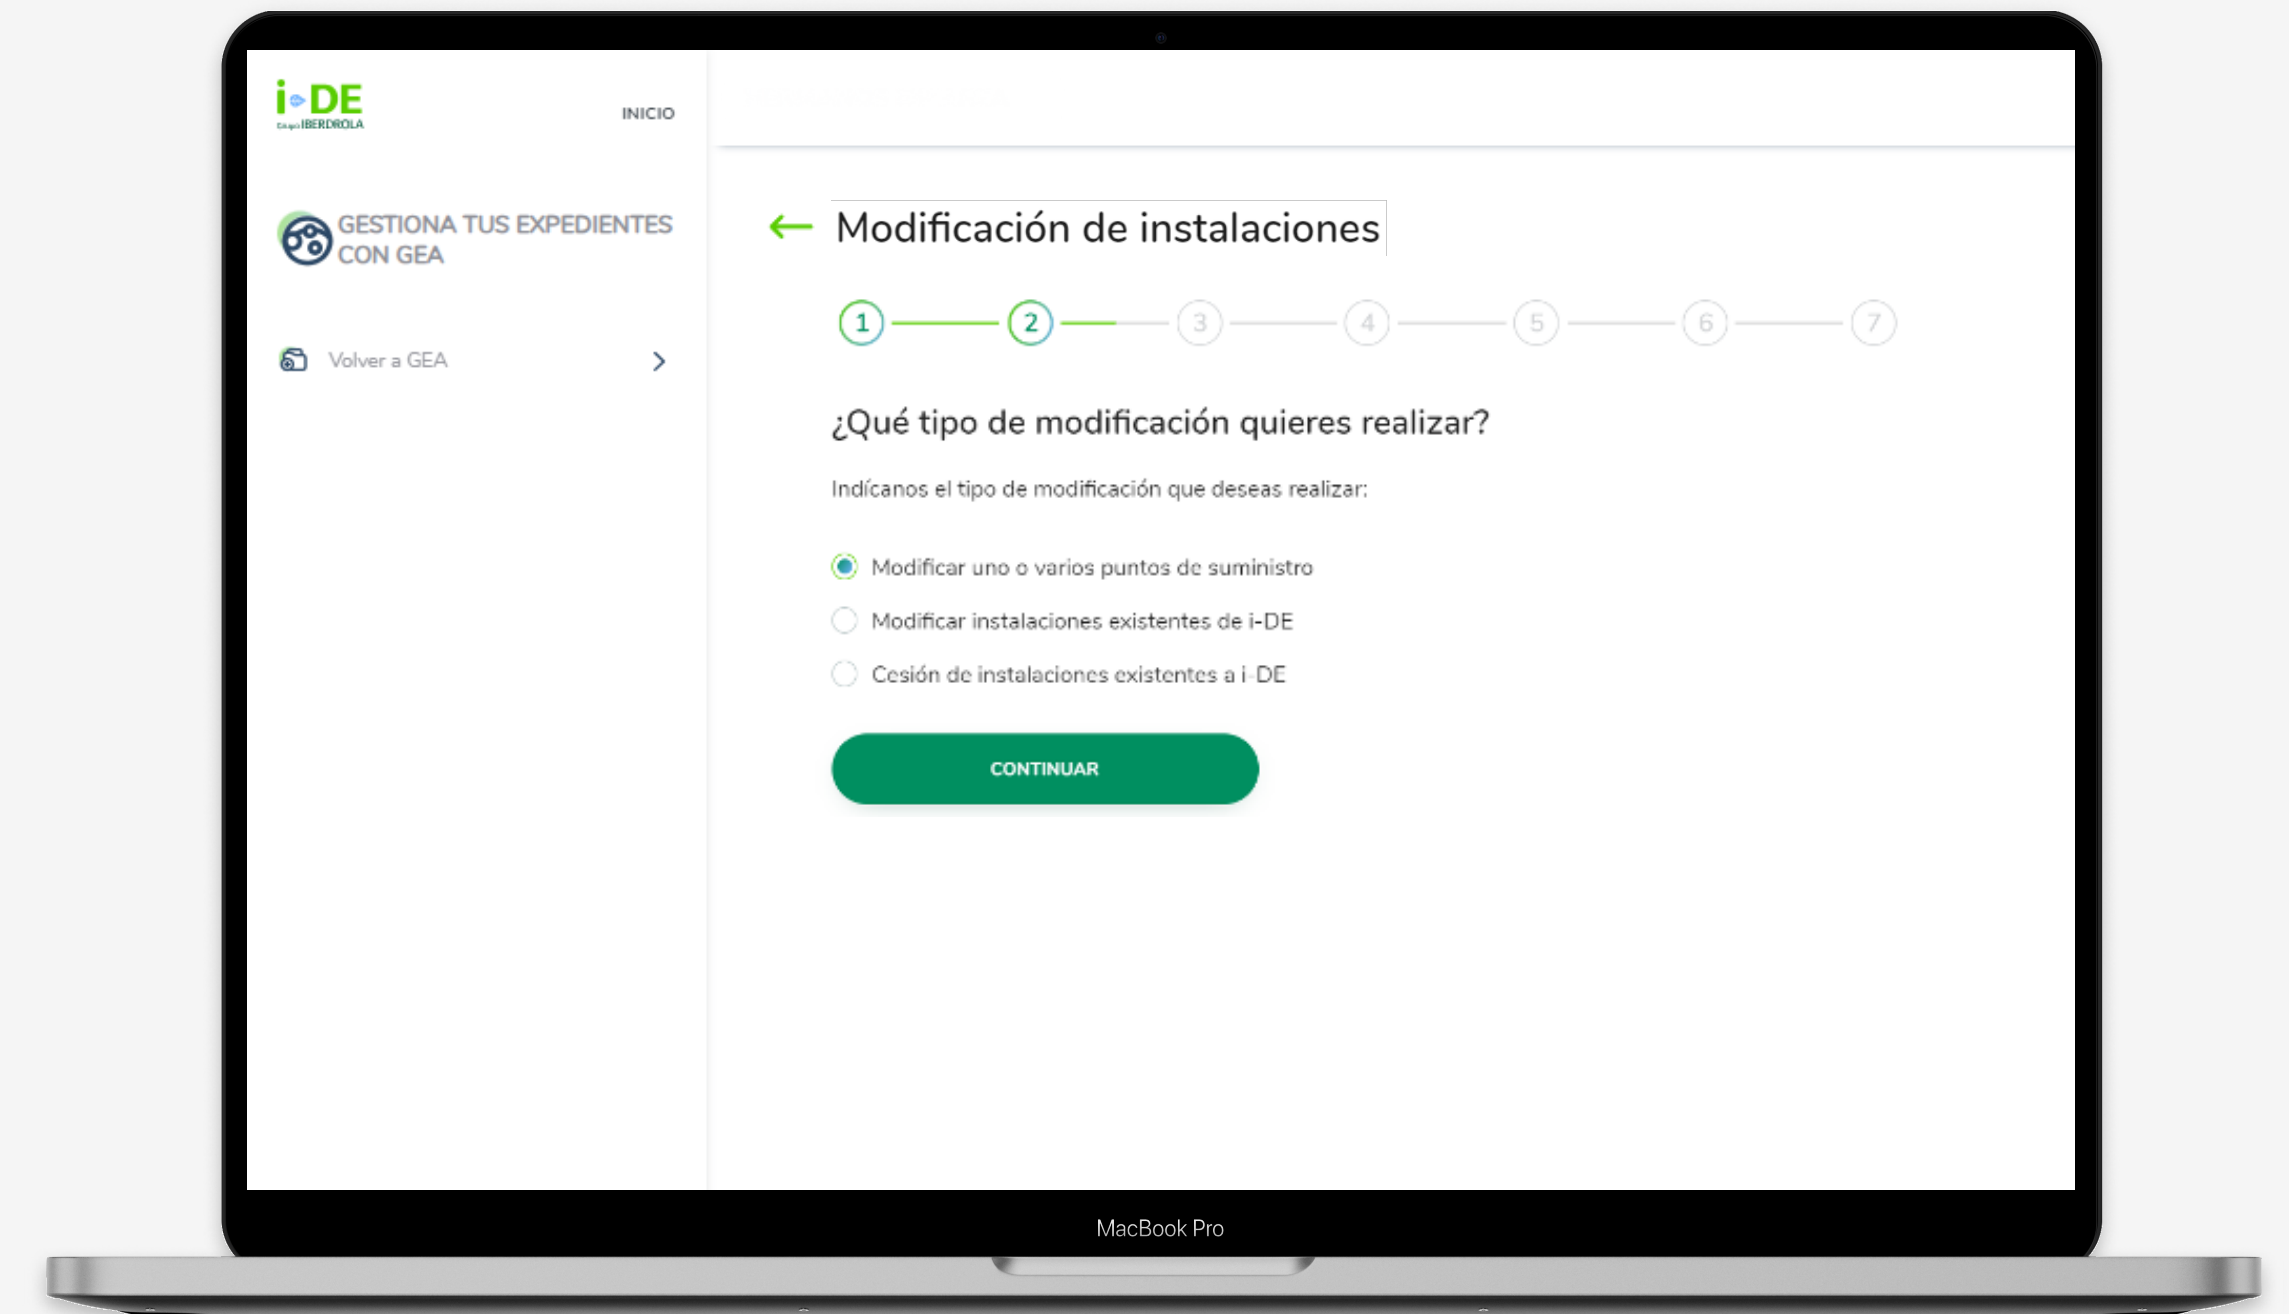 i-DE
Grupo IBERDROLA
INICIO
GESTIONA TUS EXPEDIENTES
CON GEA
Volver a GEA
Modificación de instalaciones
1 2 3 4 5 6 7
¿Qué tipo de modificación quieres realizar?
Indícanos el tipo de modificación que deseas realizar:
Modificar uno o varios puntos de suministro
Modificar instalaciones existentes de i-DE
Cesión de instalaciones existentes a i-DE
CONTINUAR
MacBook Pro